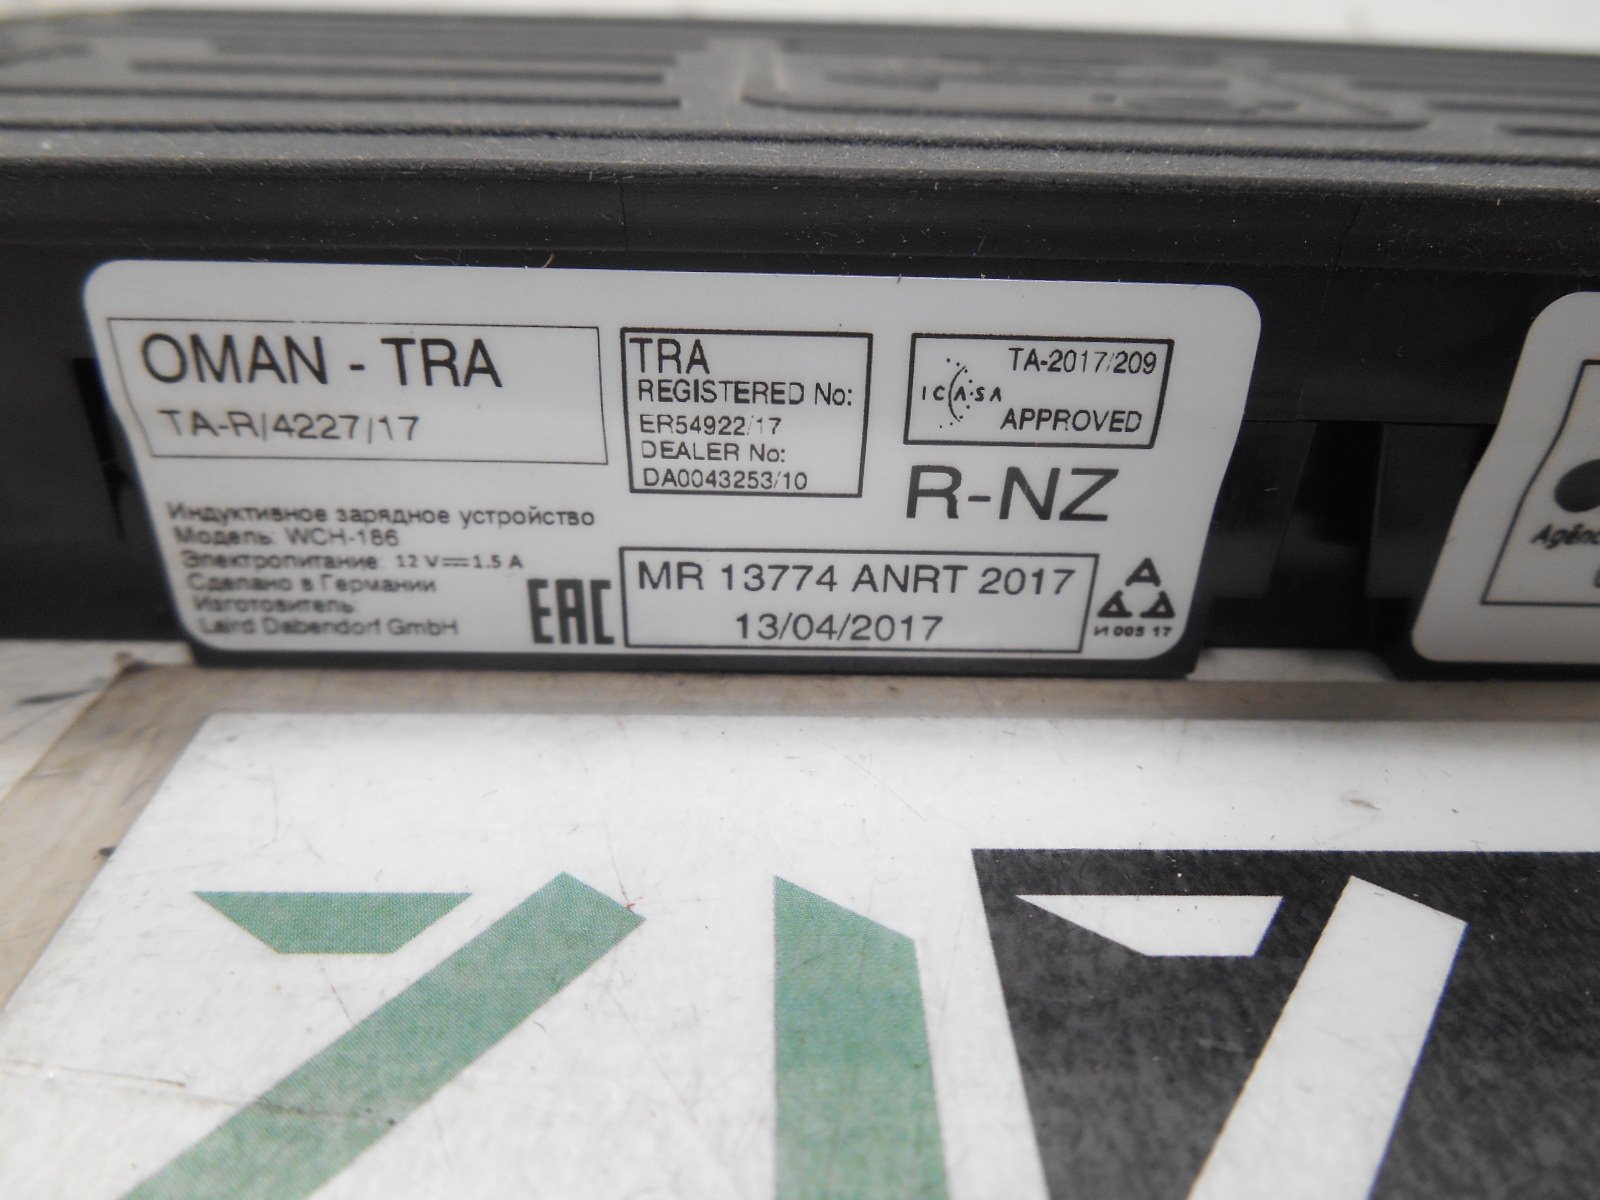 OMAN - TRA
TA-R/4227/17
TRA
REGISTERED No:
ER54922/17
DEALER No:
DA0043253/10
TA-2017/209
ICASA
APPROVED
R-NZ
Индуктивное зарядное устройство
Модель: WCH-186
Электропитание: 12 V⎓1.5 A
Сделано в Германии
Изготовитель:
Laird Dabendorf GmbH
EAC
MR 13774 ANRT 2017
13/04/2017
И 005 17
Agênc